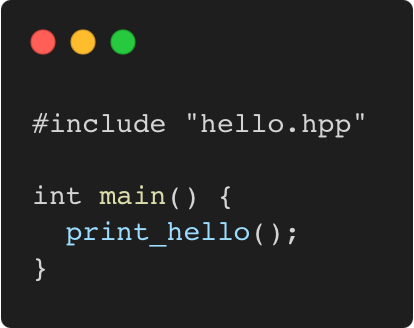 #include "hello.hpp"

int main() {
  print_hello();
}